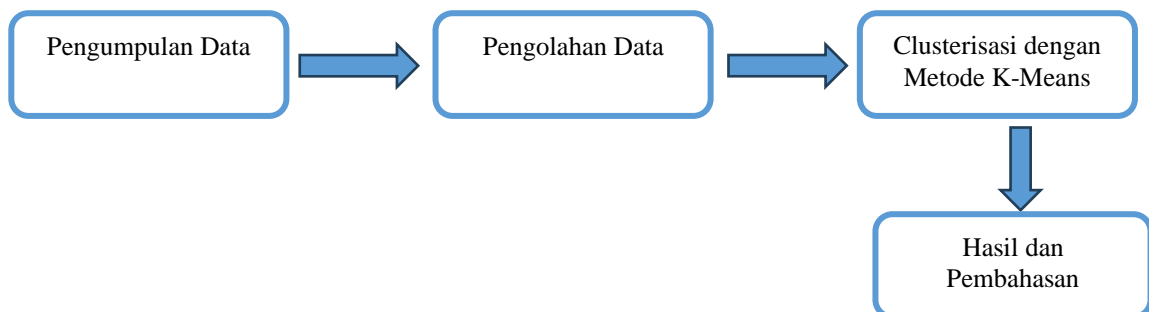 Pengumpulan Data
Pengolahan Data
Clusterisasi dengan
Metode K-Means
Hasil dan
Pembahasan